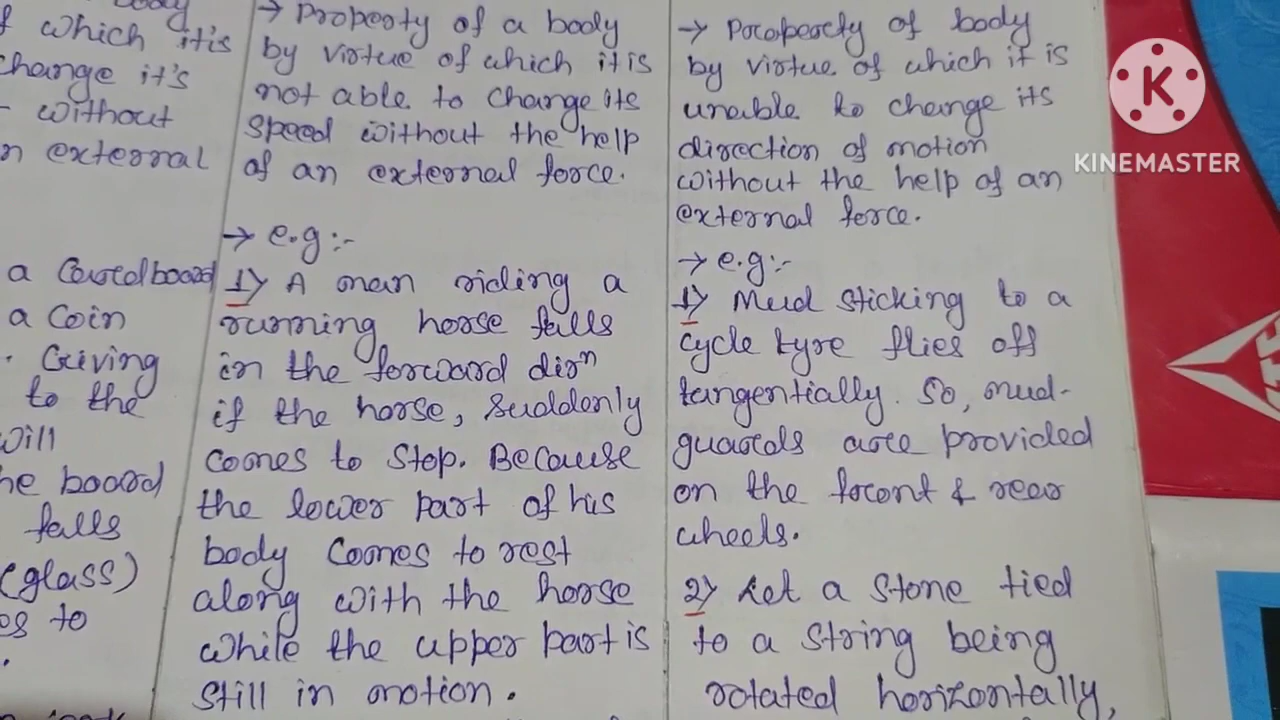 f which it is
change it's
- without
n external
a Cardboard
a Coin
. Giving
to the
will
he board
falls
(glass)
es to
→ Property of a body
by virtue of which it is
not able to change its
speed without the help
of an external force.
→ e.g:-
1) A man riding a
running horse falls
in the forward dirⁿ
if the horse, suddenly
comes to stop. Because
the lower part of his
body comes to rest
along with the horse
while the upper part is
still in motion.
→ Property of body
by virtue of which it is
unable to change its
direction of motion
without the help of an
external force.
→ e.g:-
1) Mud sticking to a
cycle tyre flies off
tangentially. So, mud-
guards are provided
on the front & rear
wheels.
2) Let a stone tied
to a string being
rotated horizontally,
K
KINEMASTER